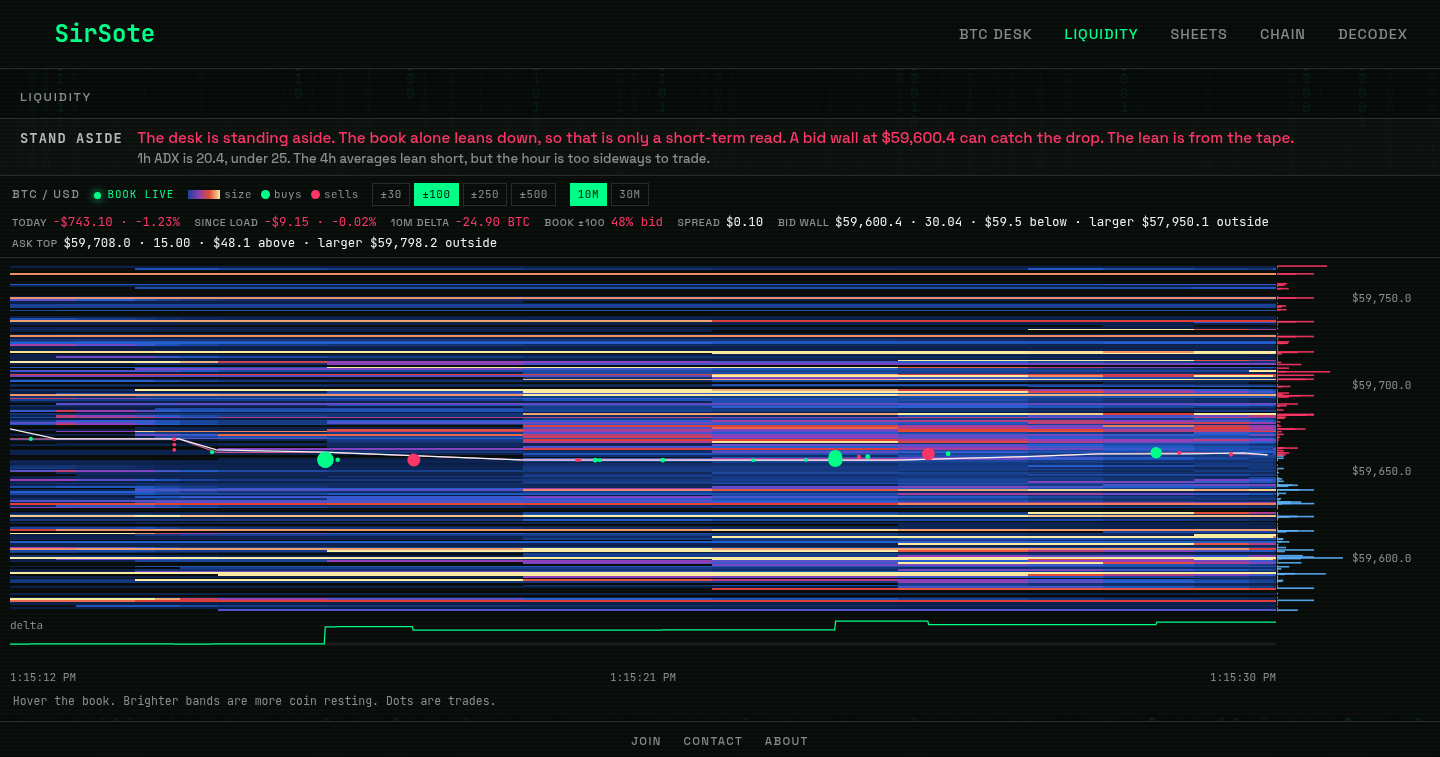 SirSote
BTC DESK LIQUIDITY SHEETS CHAIN DECODEX
LIQUIDITY
STAND ASIDE The desk is standing aside. The book alone leans down, so that is only a short-term read. A bid wall at $59,600.4 can catch the drop. The lean is from the tape.
1h ADX is 20.4, under 25. The 4h averages lean short, but the hour is too sideways to trade.
BTC / USD BOOK LIVE size buys sells ±30 ±100 ±250 ±500 10M 30M
TODAY -$743.10 · -1.23% SINCE LOAD -$9.15 · -0.02% 10M DELTA -24.90 BTC BOOK ±100 48% bid SPREAD $0.10 BID WALL $59,600.4 · 30.04 · $59.5 below · larger $57,950.1 outside
ASK TOP $59,708.0 · 15.00 · $48.1 above · larger $59,798.2 outside
$59,750.0
$59,700.0
$59,650.0
$59,600.0
delta
1:15:12 PM 1:15:21 PM 1:15:30 PM
Hover the book. Brighter bands are more coin resting. Dots are trades.
JOIN CONTACT ABOUT